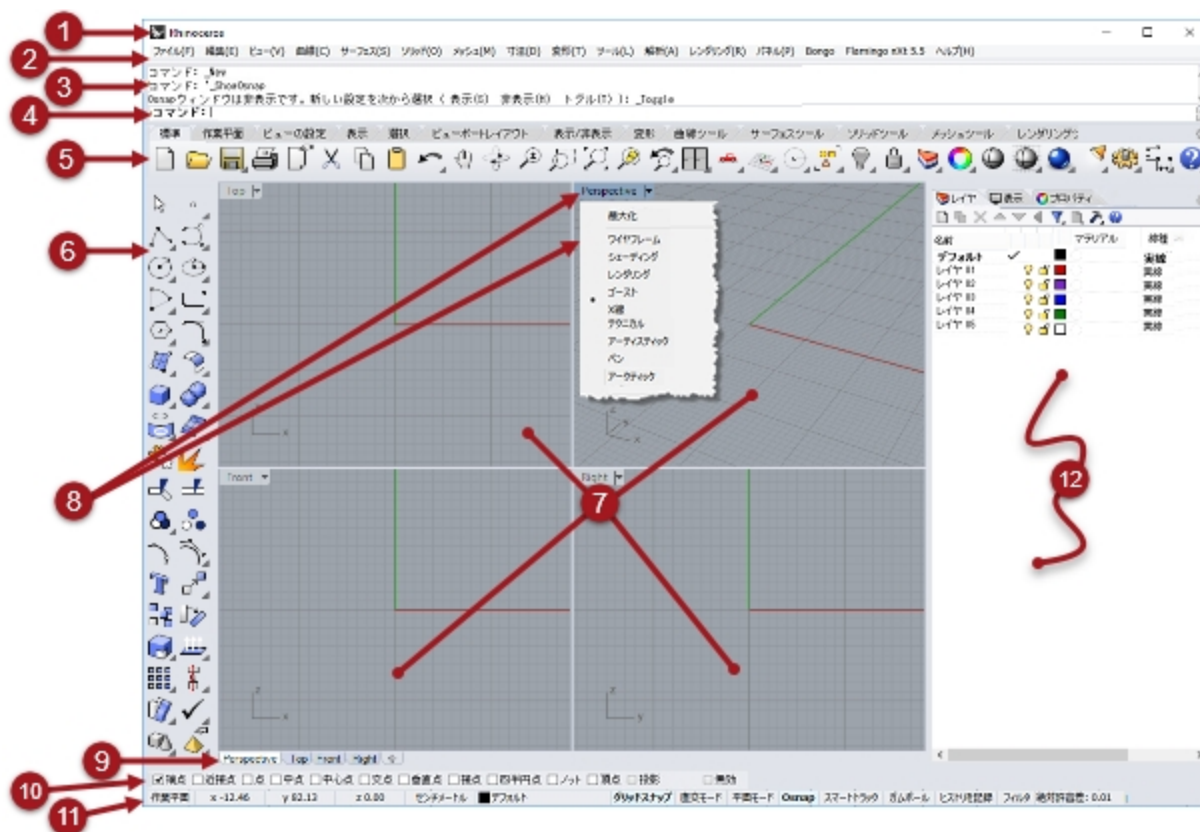 1
Rhinoceros
2
ファイル(F) 編集(E) ビュー(V) 曲線(C) サーフェス(S) ソリッド(O) メッシュ(M) 寸法(D) 変形(T) ツール(L) 解析(A) レンダリング(R) パネル(P) Bongo Flamingo nXt 5.5 ヘルプ(H)
コマンド: _New
3
コマンド: '_ShowOsnap
Osnapウィンドウは非表示です。新しい設定を次から選択 ( 表示(S) 非表示(H) トグル(T) ): _Toggle
4
コマンド:
標準 作業平面 ビューの設定 表示 選択 ビューポートレイアウト 表示/非表示 変形 曲線ツール サーフェスツール ソリッドツール メッシュツール レンダリング
5
6
Top
Perspective
最大化
ワイヤフレーム
シェーディング
レンダリング
ゴースト
X線
テクニカル
アーティスティック
ペン
アークティック
レイヤ 表示 プロパティ
名前 マテリアル 線種
デフォルト 実線
レイヤ 01 実線
レイヤ 02 実線
レイヤ 03 実線
レイヤ 04 実線
レイヤ 05 実線
x
z
x
8
Front
Right
7
12
z
x
z
y
9
Perspective Top Front Right
10
端点 近接点 点 中点 中心点 交点 垂直点 接点 四半円点 ノット 頂点 投影 無効
11
作業平面 x -12.46 y 82.13 z 0.00 センチメートル デフォルト グリッドスナップ 直交モード 平面モード Osnap スマートトラック ガムボール ヒストリを記録 フィルタ 絶対許容差: 0.01